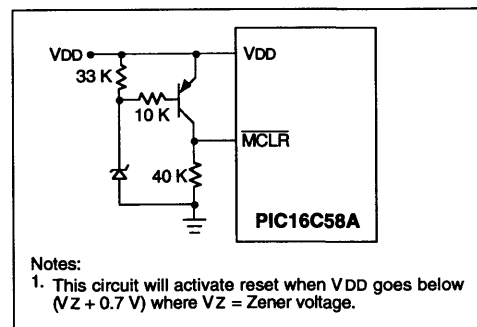 VDD
VDD
33 K
10 K
MCLR
40 K
PIC16C58A
Notes:
1. This circuit will activate reset when VDD goes below
(VZ + 0.7 V) where VZ = Zener voltage.